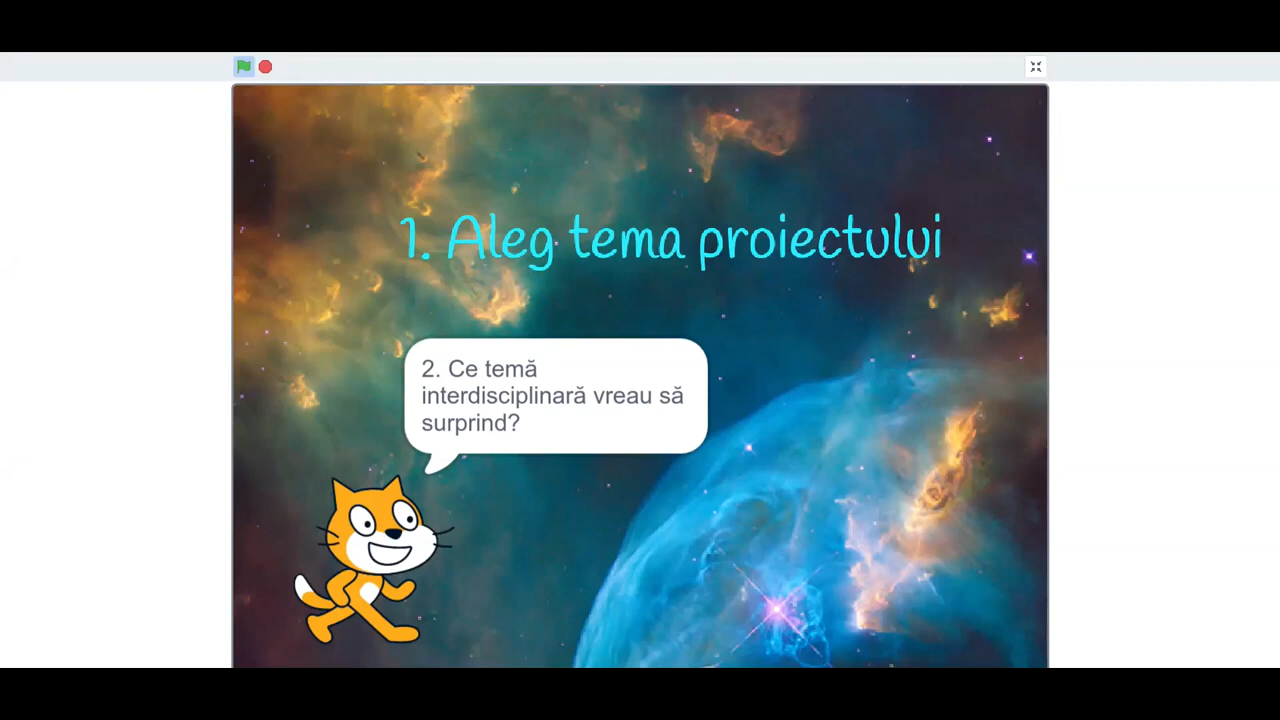 1. Aleg tema proiectului
2. Ce temă
interdisciplinară vreau să
surprind?